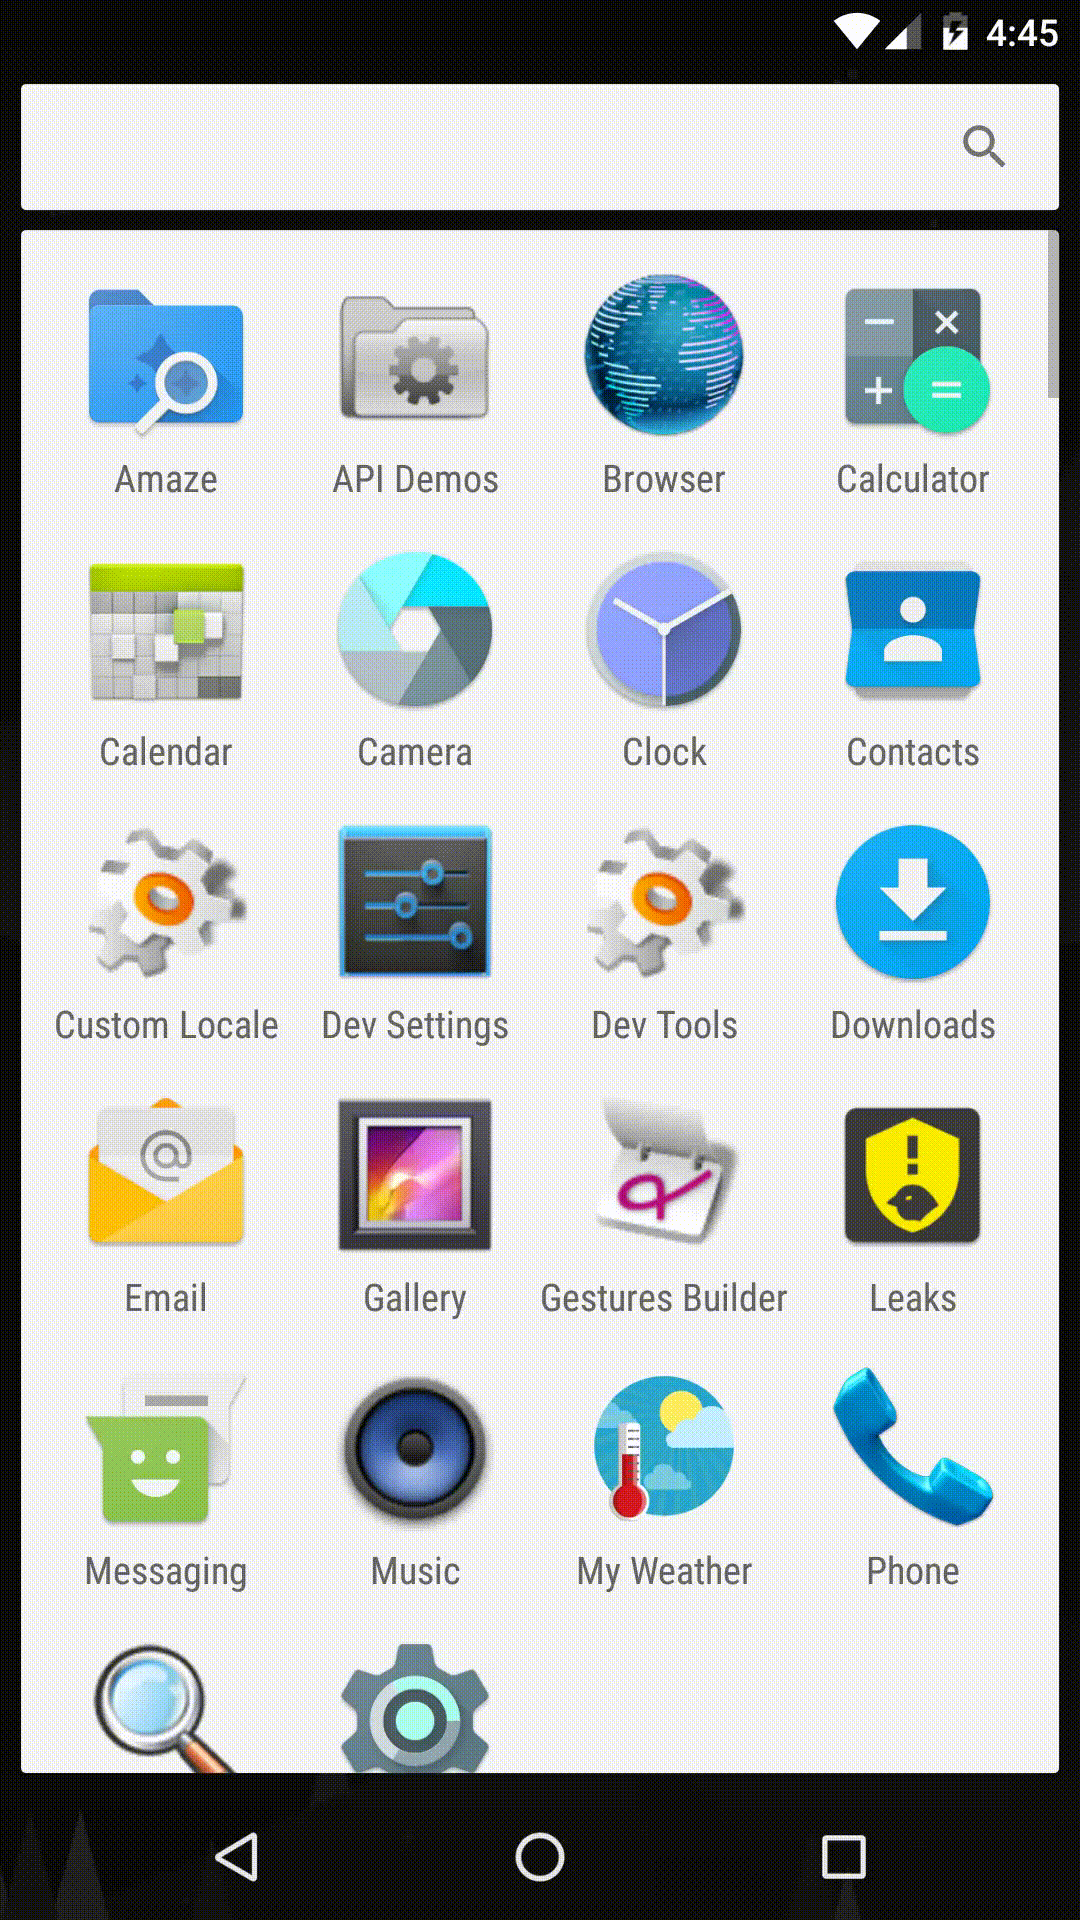 4:45
Amaze API Demos Browser Calculator
Calendar Camera Clock Contacts
Custom Locale Dev Settings Dev Tools Downloads
Email Gallery Gestures Builder Leaks
Messaging Music My Weather Phone